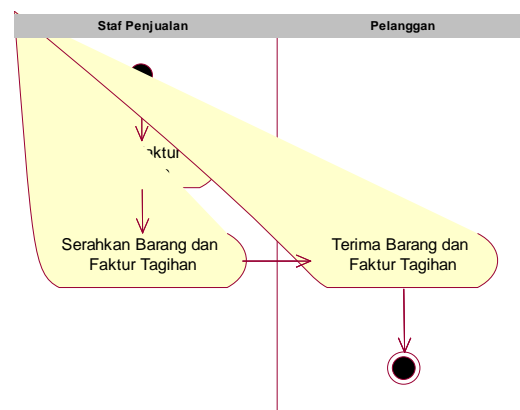 Staf Penjualan
Pelanggan
Serahkan Barang dan
Faktur Tagihan
Terima Barang dan
Faktur Tagihan